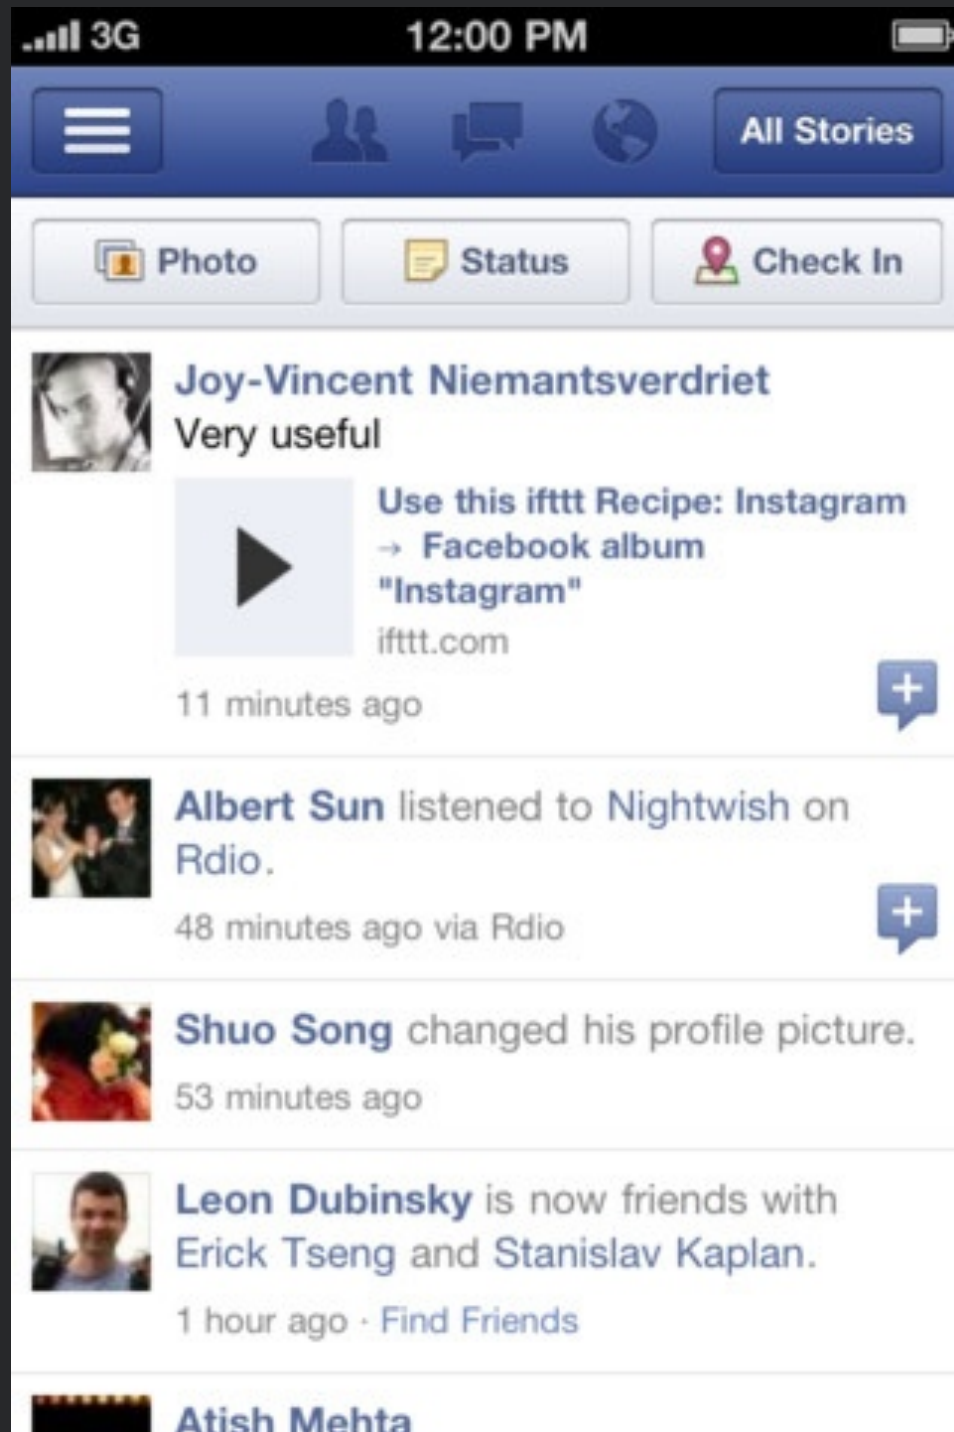 3G 12:00 PM
All Stories
Photo Status Check In
Joy-Vincent Niemantsverdriet
Very useful
Use this ifttt Recipe: Instagram
→ Facebook album
"Instagram"
ifttt.com
11 minutes ago
Albert Sun listened to Nightwish on
Rdio.
48 minutes ago via Rdio
Shuo Song changed his profile picture.
53 minutes ago
Leon Dubinsky is now friends with
Erick Tseng and Stanislav Kaplan.
1 hour ago · Find Friends
Atish Mehta